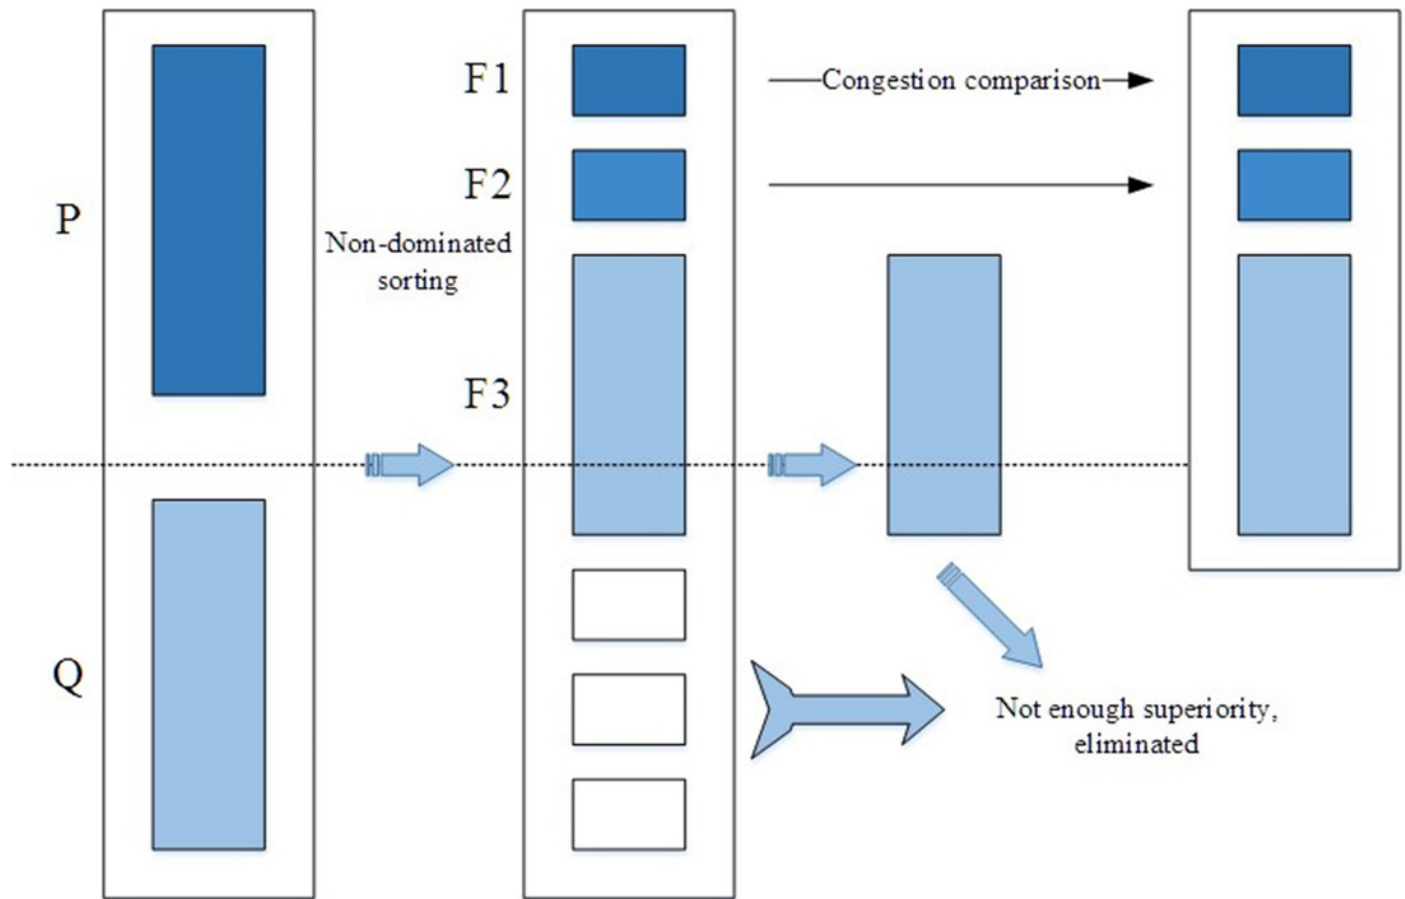 F1
Congestion comparison
F2
P
Non-dominated
sorting
F3
Q
Not enough superiority,
eliminated